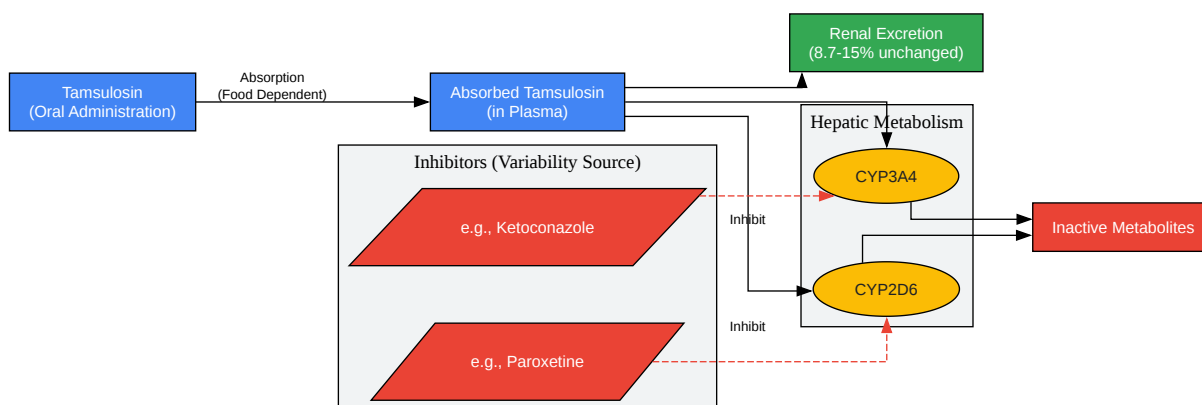 Renal Excretion
(8.7-15% unchanged)
Tamsulosin
(Oral Administration)
Absorption
(Food Dependent)
Absorbed Tamsulosin
(in Plasma)
Hepatic Metabolism
Inhibitors (Variability Source)
CYP3A4
e.g., Ketoconazole
Inhibit
Inactive Metabolites
CYP2D6
Inhibit
e.g., Paroxetine